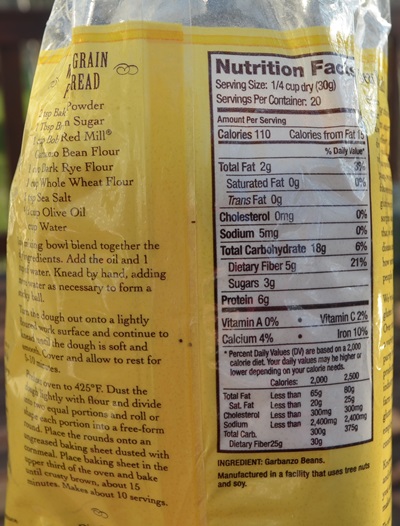 GRAIN
READ
Powder
Sugar
Red Mill®
Bean Flour
Dark Rye Flour
Whole Wheat Flour
Sea Salt
Olive Oil
Water
bowl blend together the
Add the oil and 1
water. Knead by hand, adding
water as necessary to form a
ball.
the dough out onto a lightly
work surface and continue to
until the dough is soft and
Cover and allow to rest for
minutes.
oven to 425°F. Dust the
lightly with flour and divide
equal portions and roll or
each portion into a free-form
round. Place the rounds onto an
ungreased baking sheet dusted with
cornmeal. Place baking sheet in the
upper third of the oven and bake
until crusty brown, about 15
minutes. Makes about 10 servings.
Nutrition Facts
Serving Size: 1/4 cup dry (30g)
Servings Per Container: 20
Amount Per Serving
Calories 110 Calories from Fat
% Daily Value*
Total Fat 2g 3%
Saturated Fat 0g 0%
Trans Fat 0g
Cholesterol 0mg 0%
Sodium 5mg 0%
Total Carbohydrate 18g 6%
Dietary Fiber 5g 21%
Sugars 3g
Protein 6g
Vitamin A 0% • Vitamin C 2%
Calcium 4% • Iron 10%
* Percent Daily Values (DV) are based on a 2,000
calorie diet. Your daily values may be higher or
lower depending on your calorie needs.
Calories: 2,000 2,500
Total Fat Less than 65g 80g
Sat. Fat Less than 20g 25g
Cholesterol Less than 300mg 300mg
Sodium Less than 2,400mg 2,400mg
Total Carb. 300g 375g
Dietary Fiber 25g 30g
INGREDIENT: Garbanzo Beans.
Manufactured in a facility that uses tree nuts
and soy.